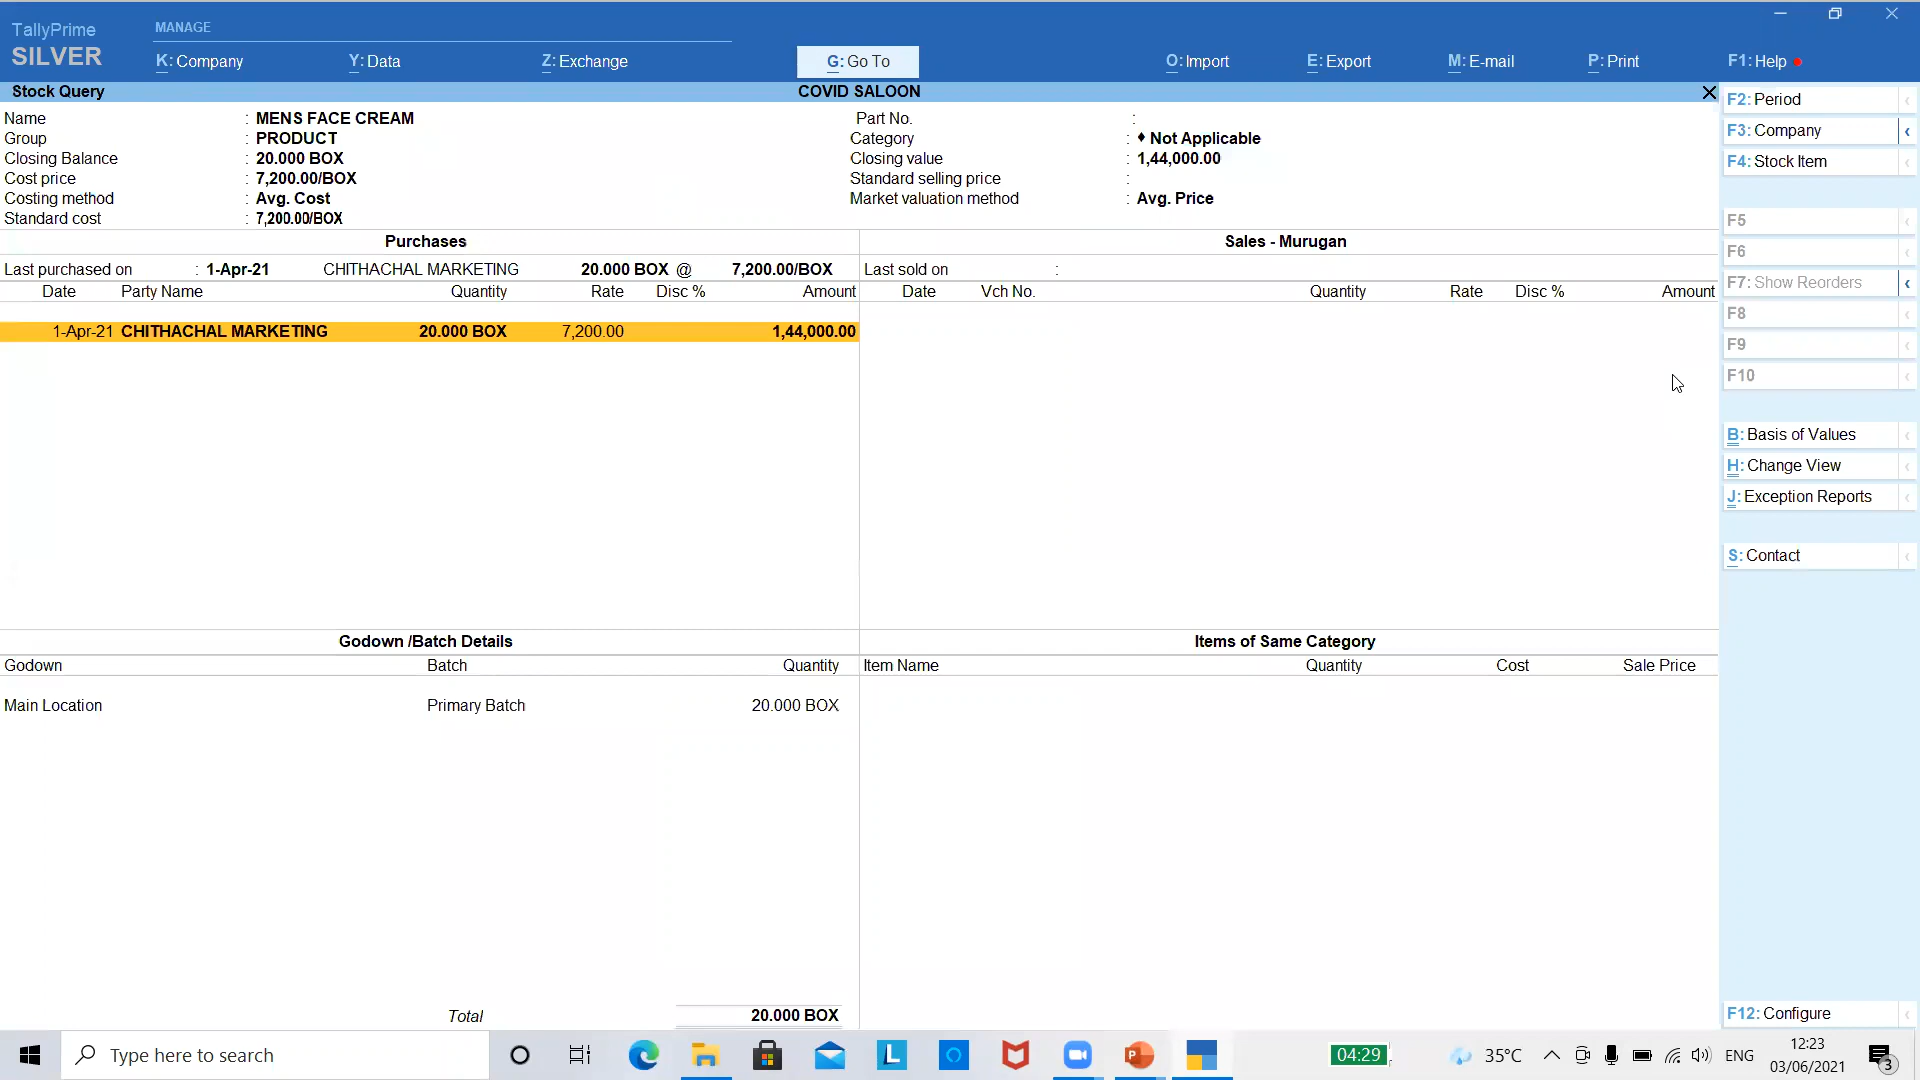 TallyPrime
SILVER
MANAGE
K: Company
Y: Data
Z: Exchange
G: Go To
O: Import
E: Export
M: E-mail
P: Print
F1: Help
Stock Query
COVID SALOON
Name : MENS FACE CREAM
Part No. :
Group : PRODUCT
Category : ♦ Not Applicable
Closing Balance : 20.000 BOX
Closing value : 1,44,000.00
Cost price : 7,200.00/BOX
Standard selling price :
Costing method : Avg. Cost
Market valuation method : Avg. Price
Standard cost : 7,200.00/BOX
Purchases
Last purchased on : 1-Apr-21 CHITHACHAL MARKETING 20.000 BOX @ 7,200.00/BOX
Date Party Name Quantity Rate Disc % Amount
1-Apr-21 CHITHACHAL MARKETING 20.000 BOX 7,200.00 1,44,000.00
Sales - Murugan
Last sold on :
Date Vch No. Quantity Rate Disc % Amount
Godown /Batch Details
Godown Batch Quantity
Main Location Primary Batch 20.000 BOX
Total 20.000 BOX
Items of Same Category
Item Name Quantity Cost Sale Price
F2: Period
F3: Company
F4: Stock Item
F5
F6
F7: Show Reorders
F8
F9
F10
B: Basis of Values
H: Change View
J: Exception Reports
S: Contact
F12: Configure
Type here to search
L
P
04:29
35°C
ENG
12:23
03/06/2021
3